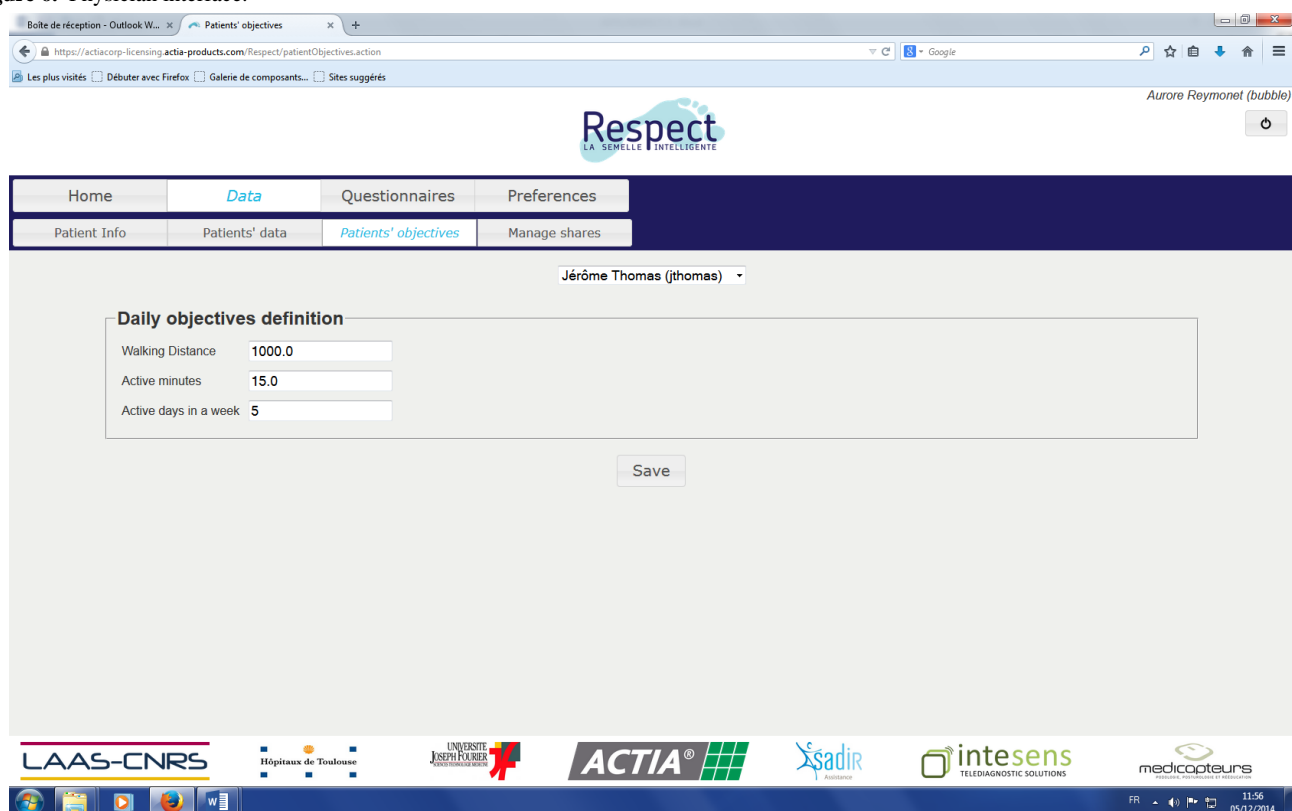 Boîte de réception - Outlook W... × Patients' objectives × +
https://actiacorp-licensing.actia-products.com/Respect/patientObjectives.action Google
Les plus visités Débuter avec Firefox Galerie de composants... Sites suggérés
Aurore Reymonet (bubble)
Respect
LA SEMELLE INTELLIGENTE
Home Data Questionnaires Preferences
Patient Info Patients' data Patients' objectives Manage shares
Jérôme Thomas (jthomas)
Daily objectives definition
Walking Distance 1000.0
Active minutes 15.0
Active days in a week 5
Save
LAAS-CNRS
Hôpitaux de Toulouse
UNIVERSITE
JOSEPH FOURIER
ACTIA®
sadir
Assistance
intesens
TELEDIAGNOSTIC SOLUTIONS
medicapteurs
FR 11:56
05/12/2014